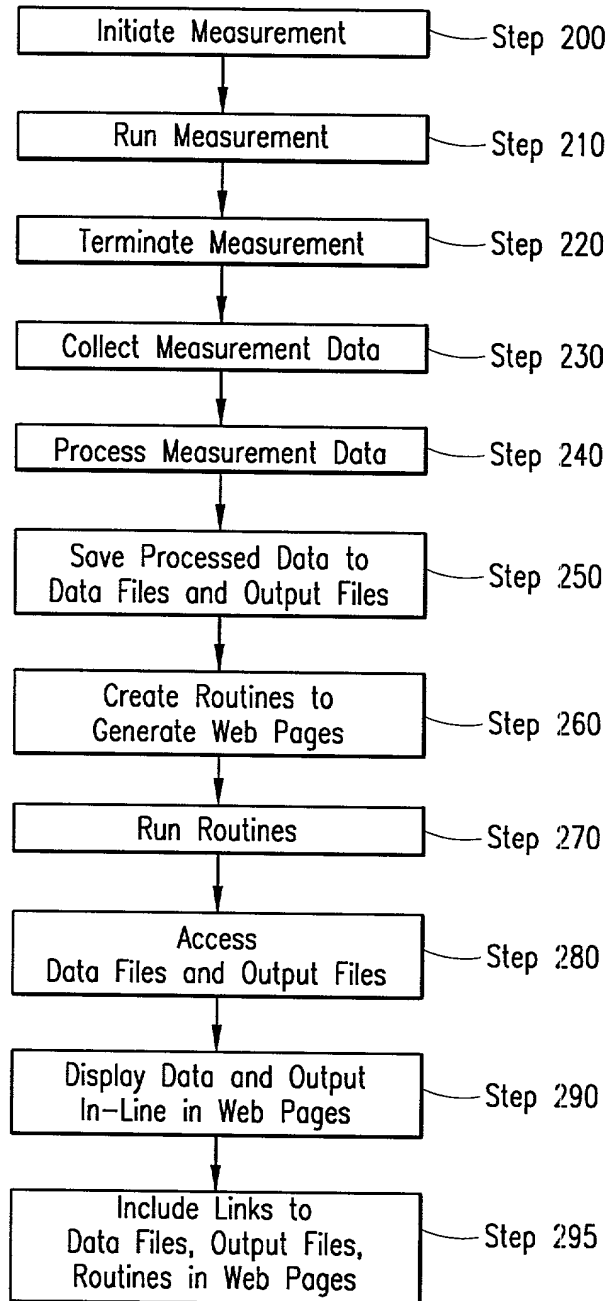 Initiate Measurement
Step 200
Run Measurement
Step 210
Terminate Measurement
Step 220
Collect Measurement Data
Step 230
Process Measurement Data
Step 240
Save Processed Data to
Data Files and Output Files
Step 250
Create Routines to
Generate Web Pages
Step 260
Run Routines
Step 270
Access
Data Files and Output Files
Step 280
Display Data and Output
In-Line in Web Pages
Step 290
Include Links to
Data Files, Output Files,
Routines in Web Pages
Step 295